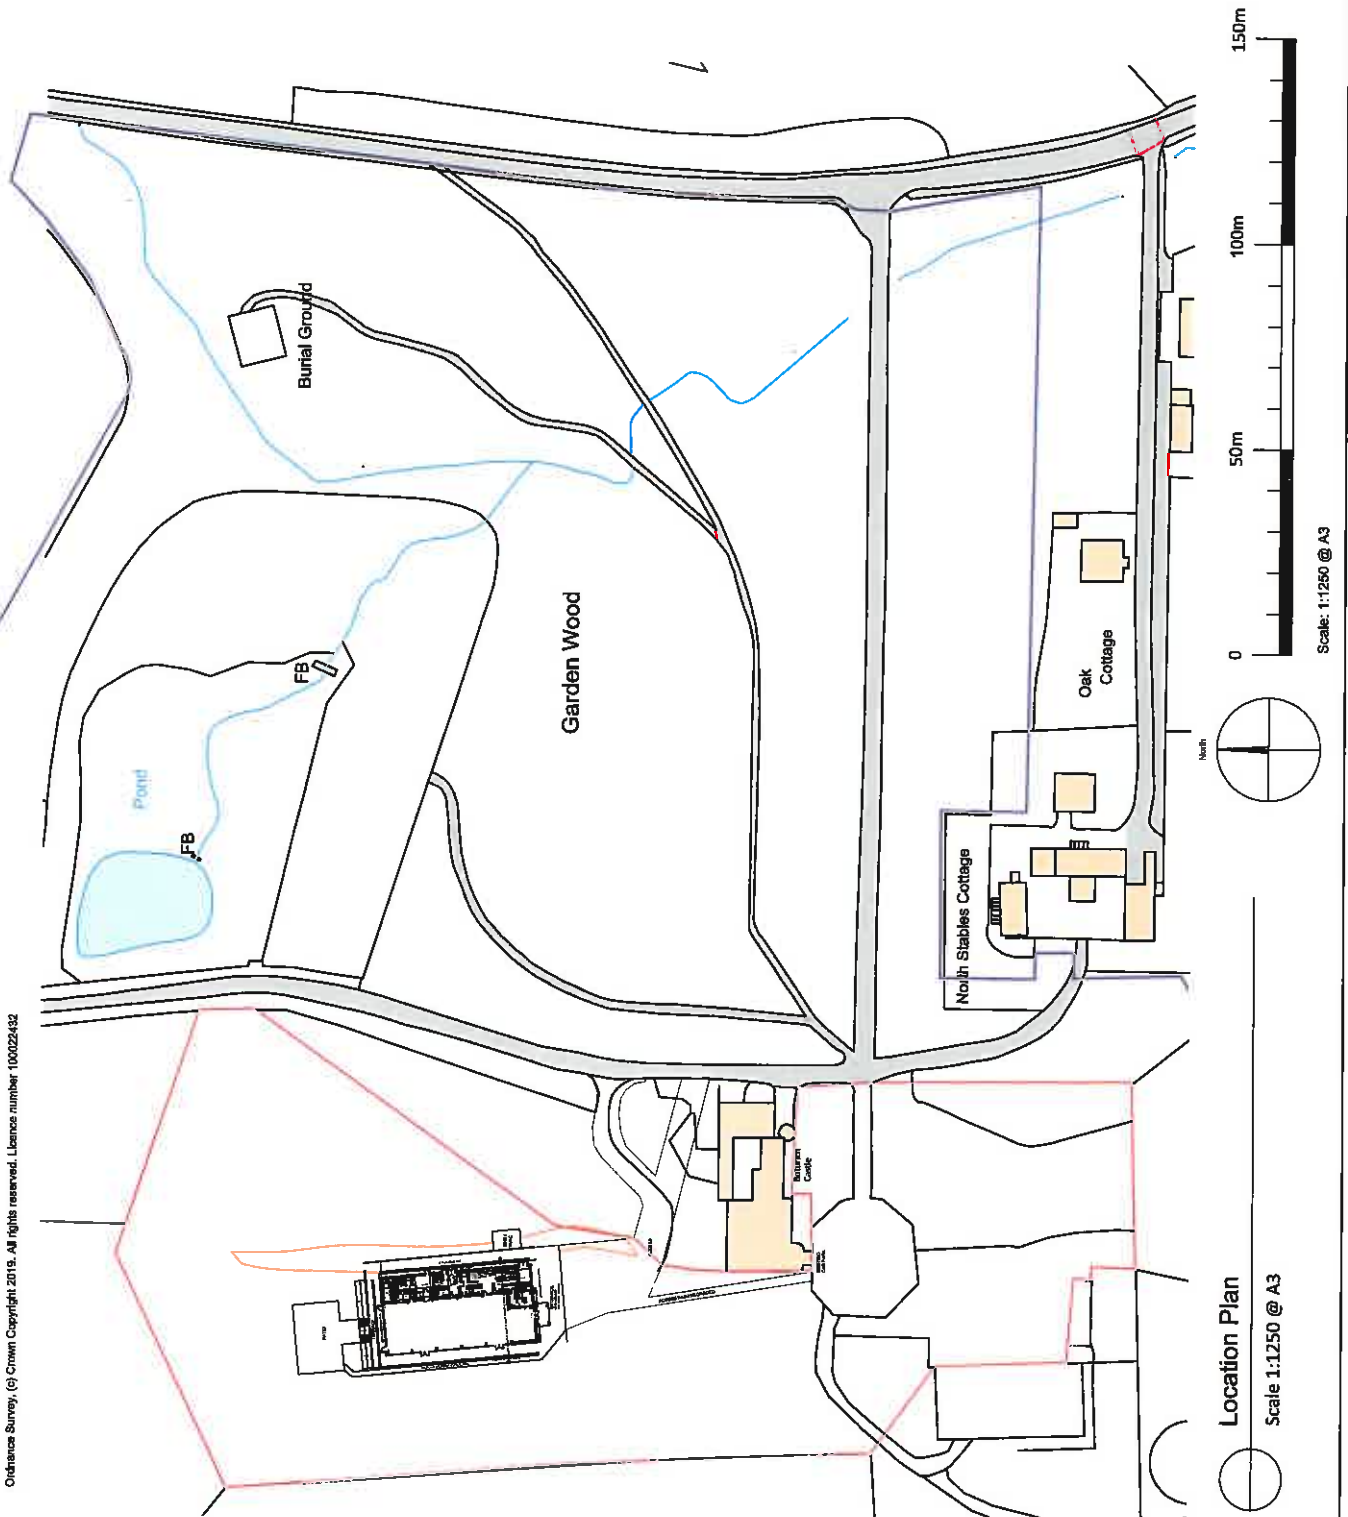 Ordnance Survey, (c) Crown Copyright 2019. All rights reserved. Licence number 100022432
Pond
FB
FB
Burial Ground
Garden Wood
North Stables Cottage
Oak
Cottage
Balturien
Castle
North
0
50m
100m
150m
Scale: 1:1250 @ A3
Location Plan
Scale 1:1250 @ A3